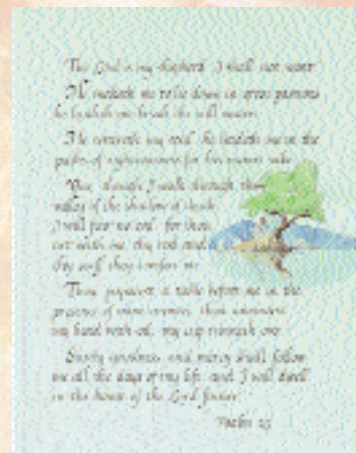 The Lord is my shepherd, I shall not want.
He maketh me to lie down in green pastures
he leadeth me beside the still waters.
He restoreth my soul: he leadeth me in the
paths of righteousness for his name's sake.
Yea, though I walk through the
valley of the shadow of death,
I will fear no evil: for thou
art with me; thy rod and
thy staff they comfort me.
Thou preparest a table before me in the
presence of mine enemies: thou anointest
my head with oil; my cup runneth over.
Surely goodness and mercy shall follow
me all the days of my life: and I will dwell
in the house of the Lord forever.
Psalm 23